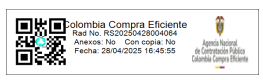 Colombia Compra Eficiente
Rad No. RS20250428004064
Anexos: No Con copia: No
Fecha: 28/04/2025 16:45:55
Agencia Nacional
de Contratación Pública
Colombia Compra Eficiente